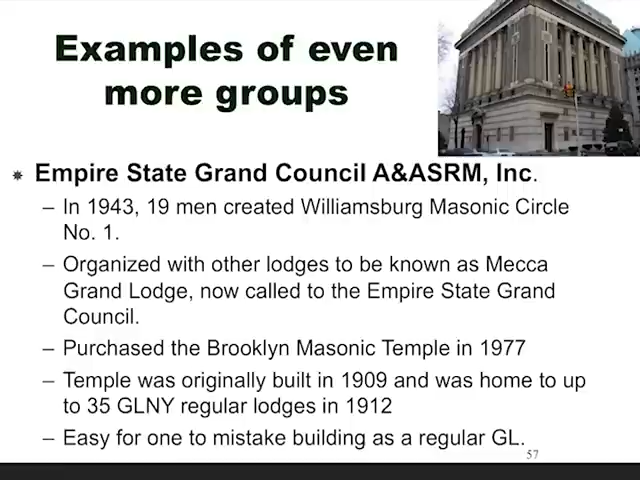 Examples of even
more groups
Empire State Grand Council A&ASRM, Inc.
– In 1943, 19 men created Williamsburg Masonic Circle
No. 1.
– Organized with other lodges to be known as Mecca
Grand Lodge, now called to the Empire State Grand
Council.
– Purchased the Brooklyn Masonic Temple in 1977
– Temple was originally built in 1909 and was home to up
to 35 GLNY regular lodges in 1912
– Easy for one to mistake building as a regular GL.
57